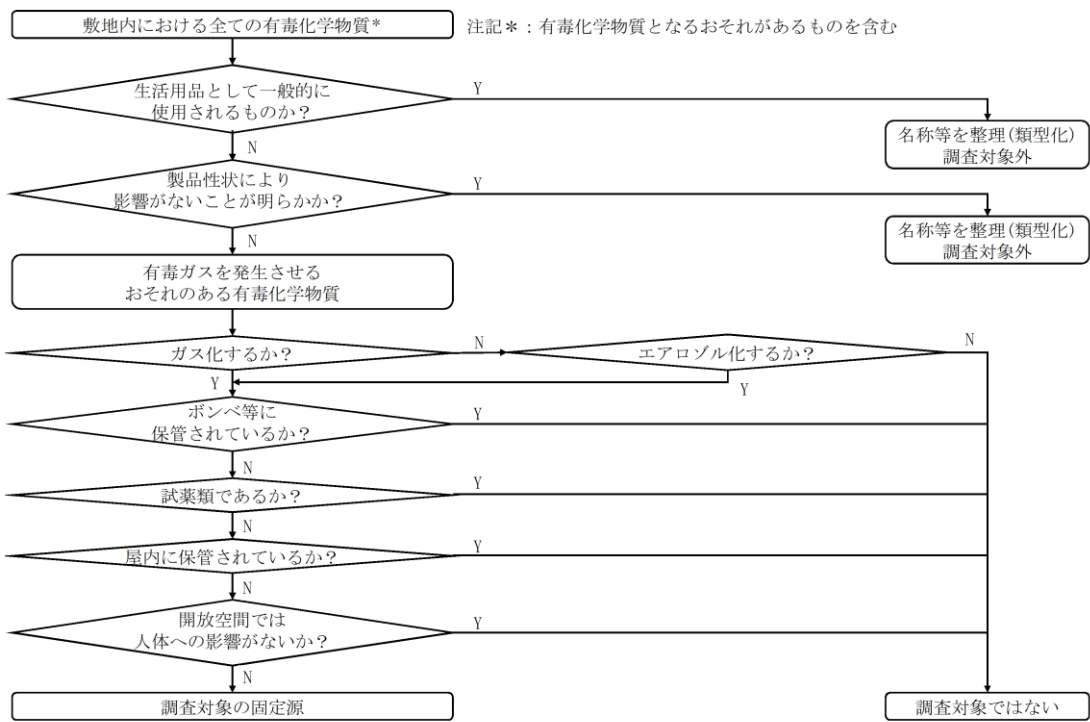 敷地内における全ての有毒化学物質*
注記*:有毒化学物質となるおそれがあるものを含む
生活用品として一般的に
使用されるものか?
Y
N
名称等を整理(類型化)
調査対象外
製品性状により
影響がないことが明らかか?
Y
N
名称等を整理(類型化)
調査対象外
有毒ガスを発生させる
おそれのある有毒化学物質
ガス化するか?
N
エアロゾル化するか?
N
Y
Y
ボンベ等に
保管されているか?
Y
N
試薬類であるか?
Y
N
屋内に保管されているか?
Y
N
開放空間では
人体への影響がないか?
Y
N
調査対象の固定源
調査対象ではない